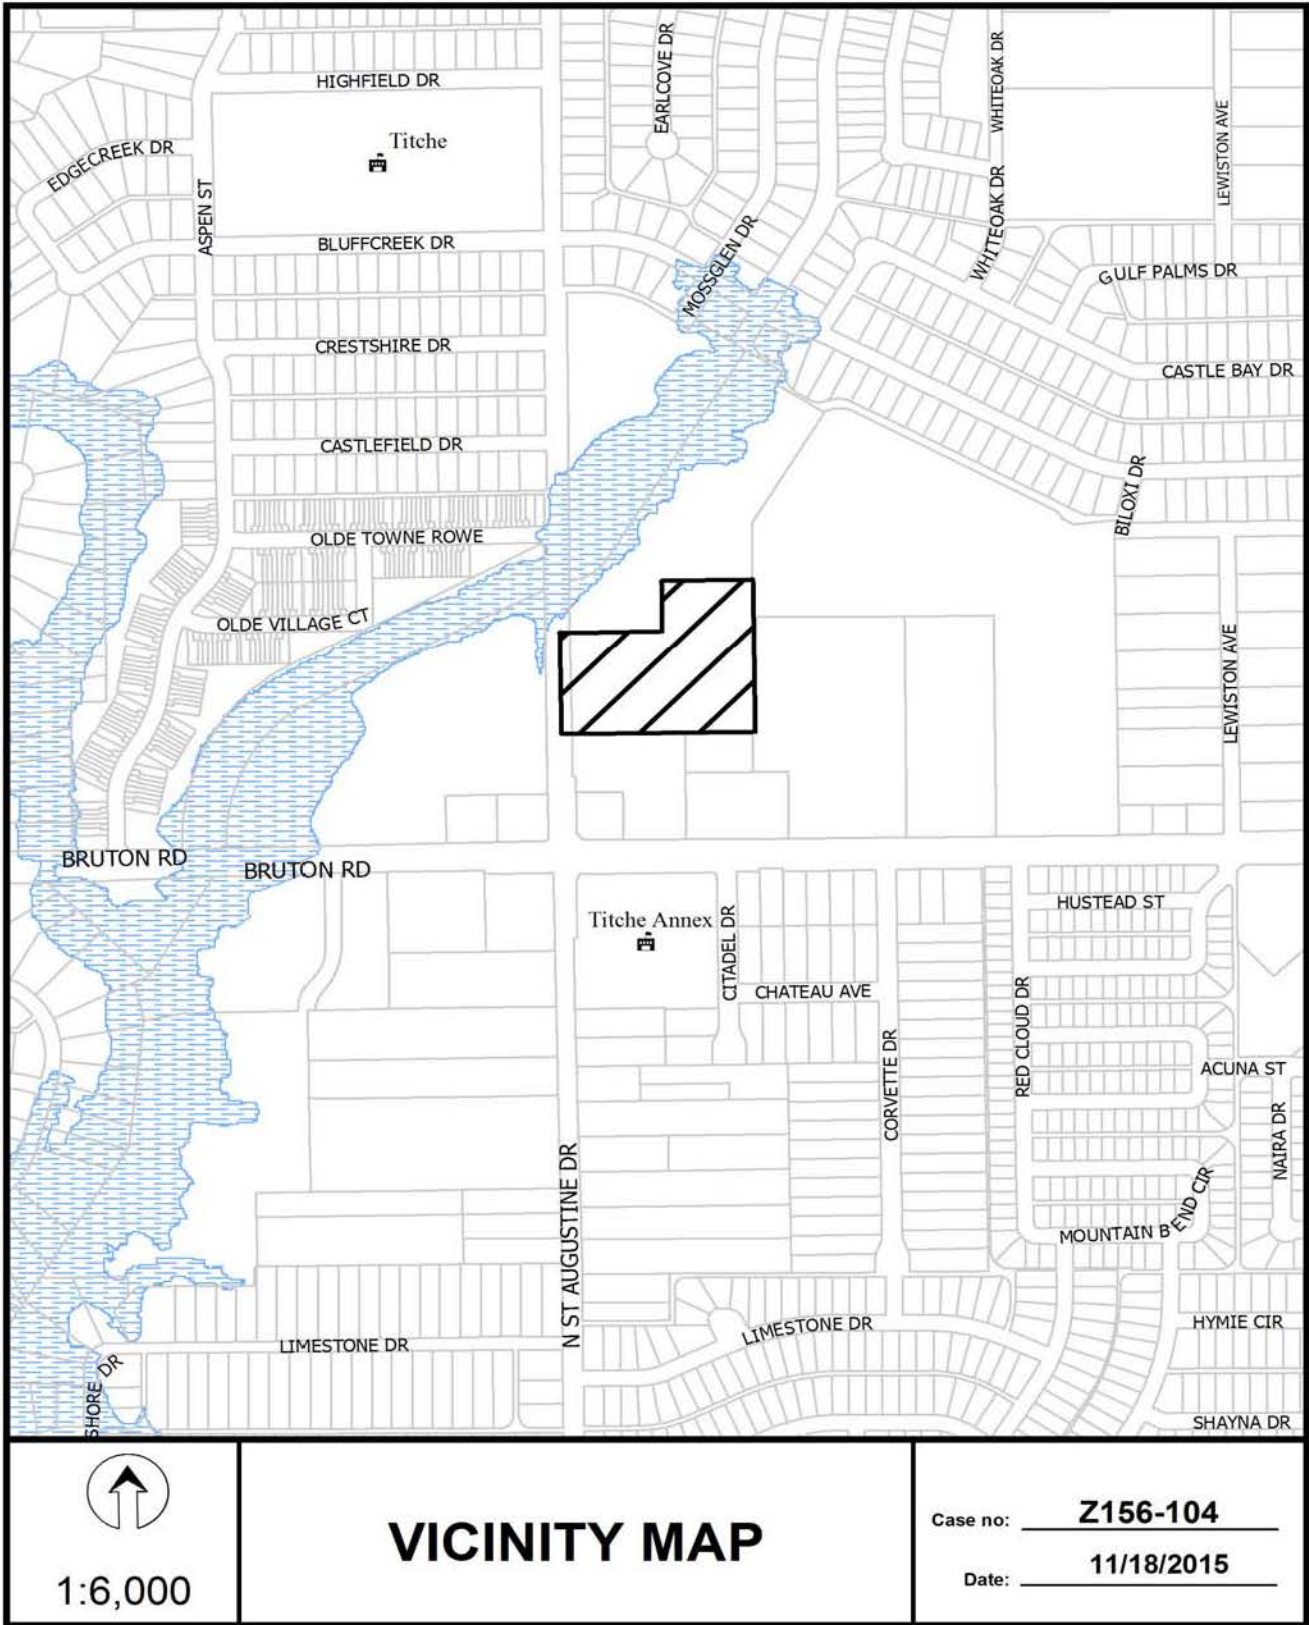 HIGHFIELD DR
EARLCOVE DR
WHITEOAK DR
LEWISTON AVE
Titche
EDGECREEK DR
ASPEN ST
WHITEOAK DR
BLUFFCREEK DR
MOSSGLEN DR
GULF PALMS DR
CRESTSHIRE DR
CASTLE BAY DR
CASTLEFIELD DR
BILOXI DR
OLDE TOWNE ROWE
OLDE VILLAGE CT
LEWISTON AVE
BRUTON RD
BRUTON RD
HUSTEAD ST
Titche Annex
CITADEL DR
CHATEAU AVE
RED CLOUD DR
CORVETTE DR
ACUNA ST
NAIRA DR
N ST AUGUSTINE DR
MOUNTAIN BEND CIR
LIMESTONE DR
LIMESTONE DR
HYMIE CIR
SHORE DR
SHAYNA DR
1:6,000
VICINITY MAP
Case no: Z156-104
Date: 11/18/2015